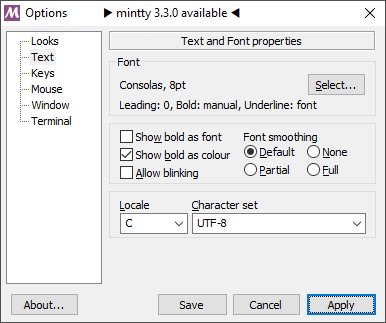 Options ▶ mintty 3.3.0 available ◀
Looks
Text
Keys
Mouse
Window
Terminal
Text and Font properties
Font
Consolas, 8pt
Select...
Leading: 0, Bold: manual, Underline: font
Show bold as font
Show bold as colour
Allow blinking
Font smoothing
Default
None
Partial
Full
Locale
Character set
C
UTF-8
About...
Save
Cancel
Apply